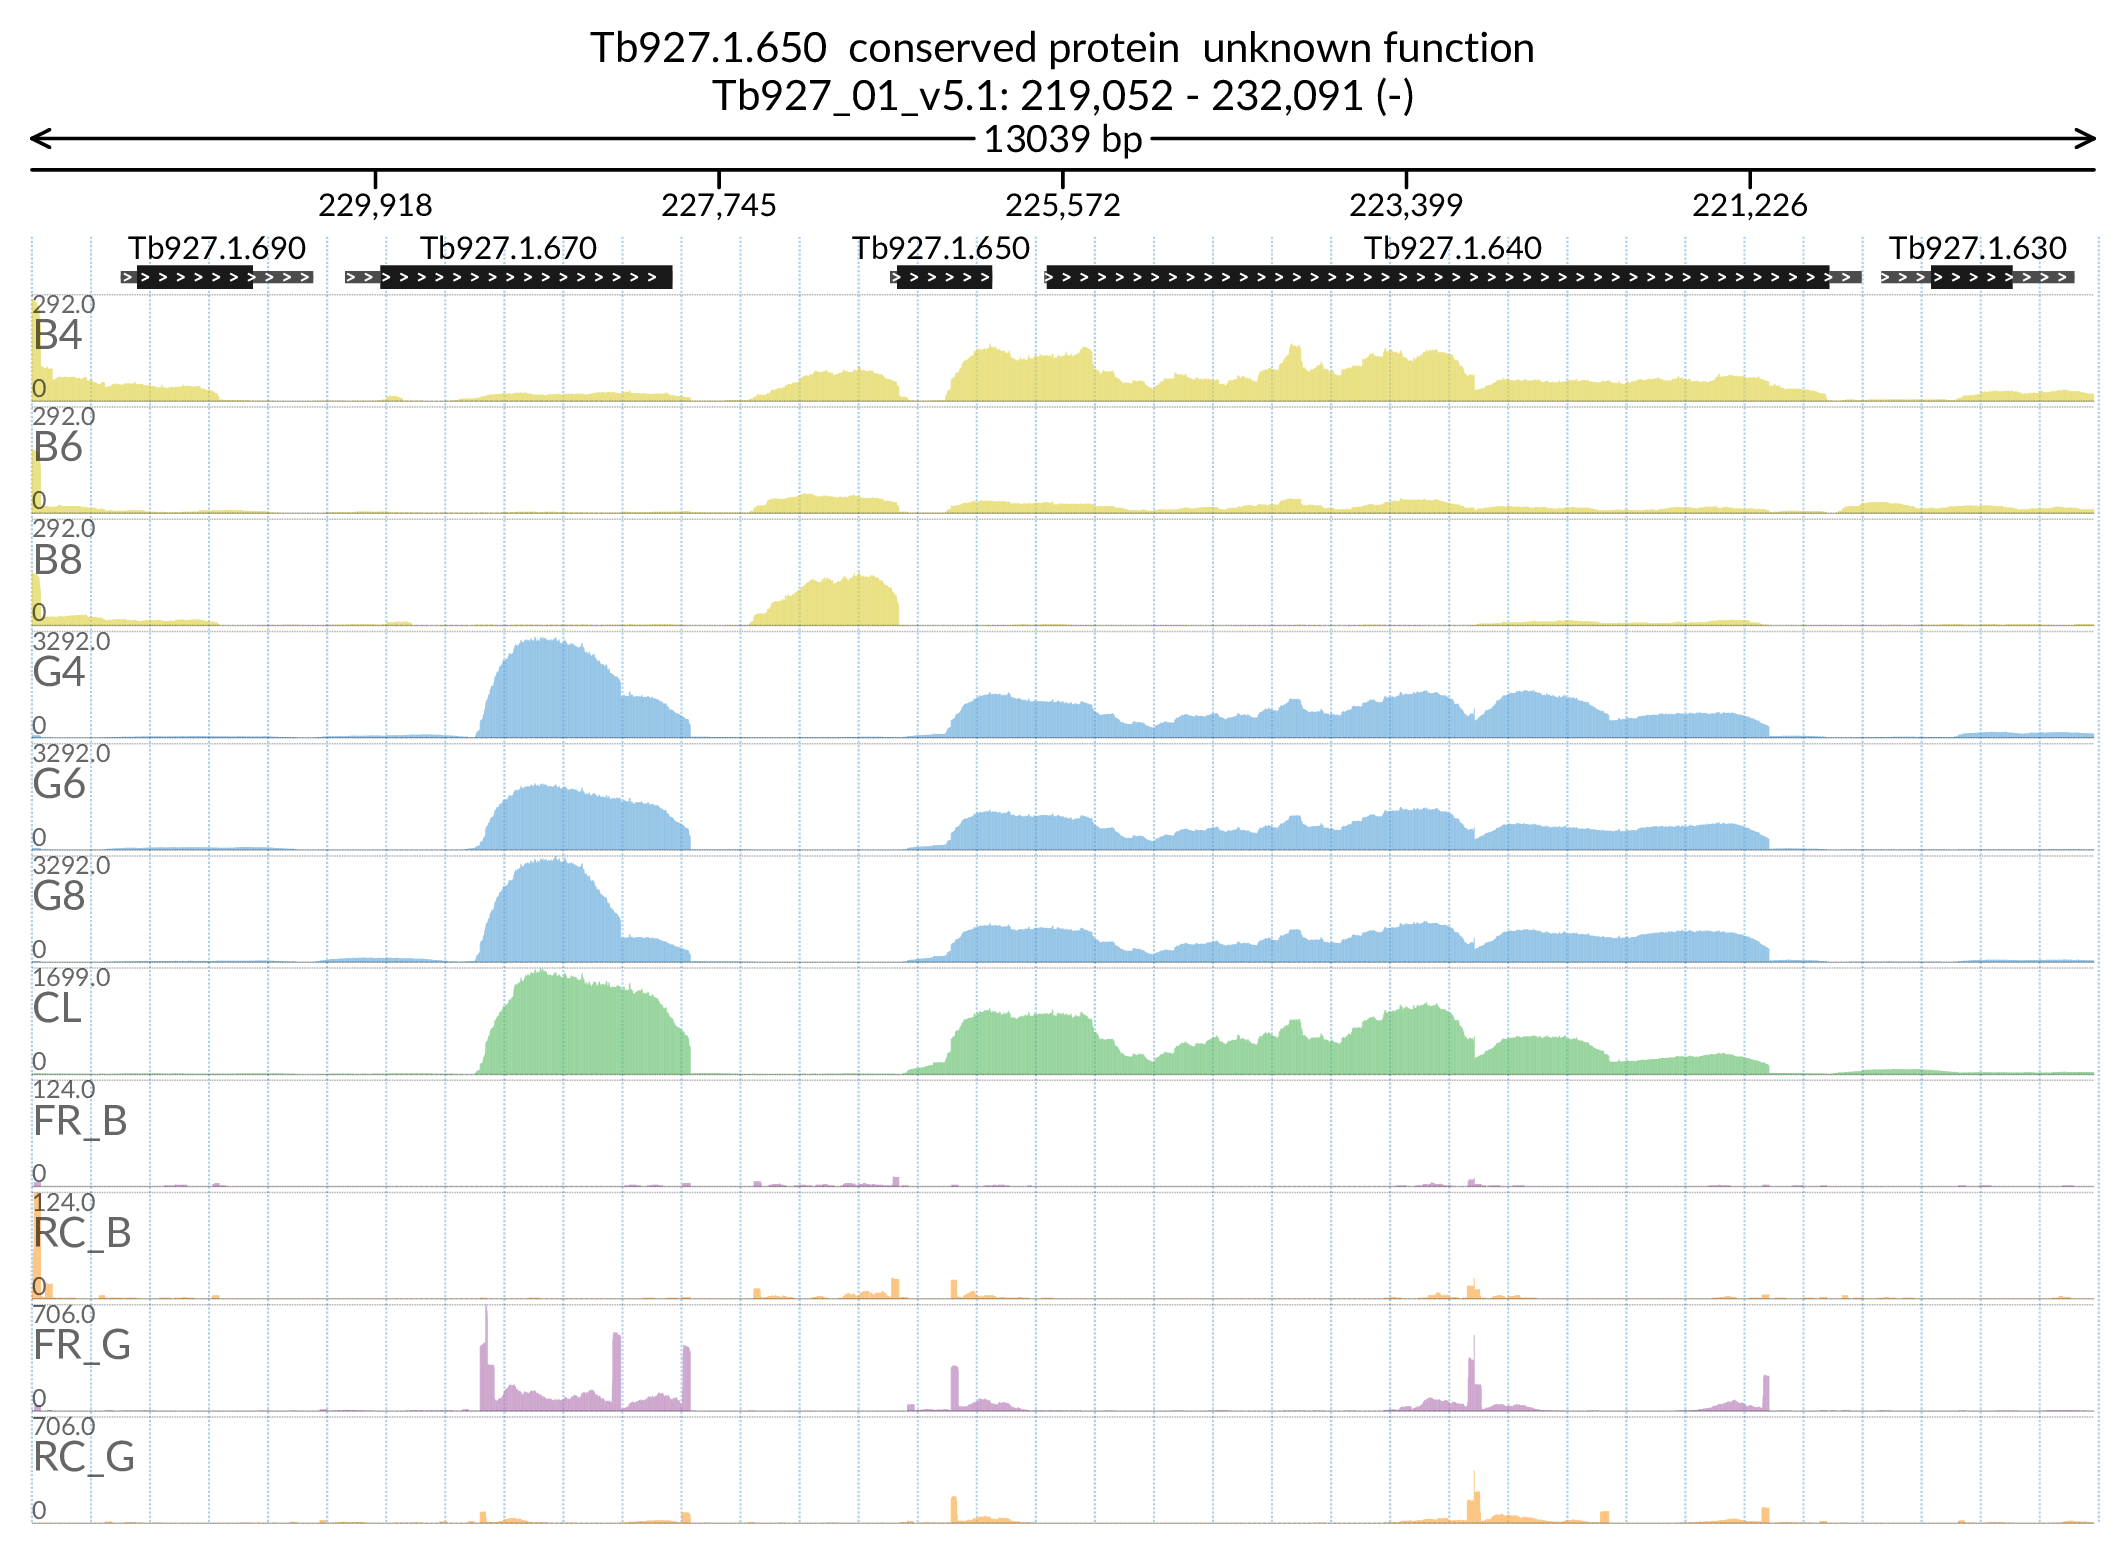 Tb927.1.650  conserved protein  unknown function
Tb927_01_v5.1: 219,052 - 232,091 (-)
13039 bp
229,918 227,745 225,572 223,399 221,226
Tb927.1.690 Tb927.1.670 Tb927.1.650 Tb927.1.640 Tb927.1.630
292.0
B4
0
292.0
B6
0
292.0
B8
0
3292.0
G4
0
3292.0
G6
0
3292.0
G8
0
1699.0
CL
0
124.0
FR_B
0
124.0
RC_B
0
706.0
FR_G
0
706.0
RC_G
0